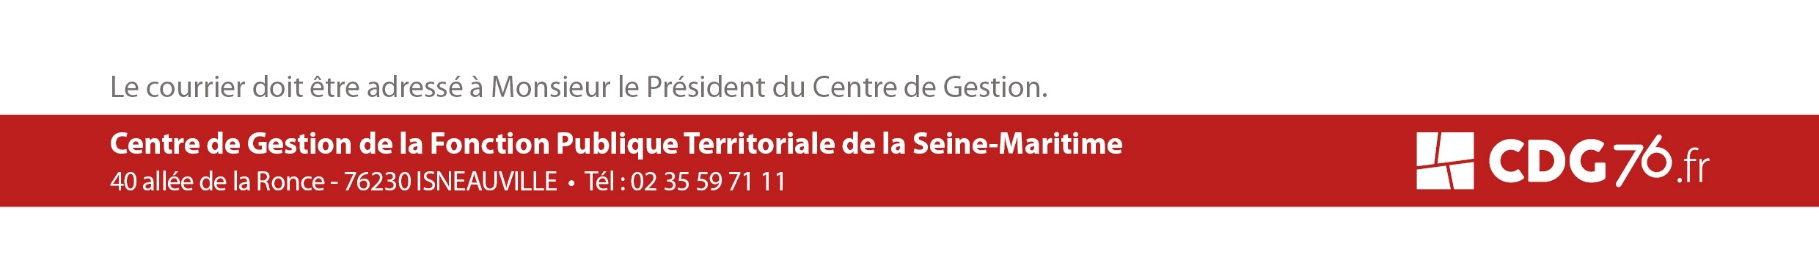 Le courrier doit être adressé à Monsieur le Président du Centre de Gestion.
Centre de Gestion de la Fonction Publique Territoriale de la Seine-Maritime
40 allée de la Ronce - 76230 ISNEAUVILLE • Tél : 02 35 59 71 11
CDG76.fr